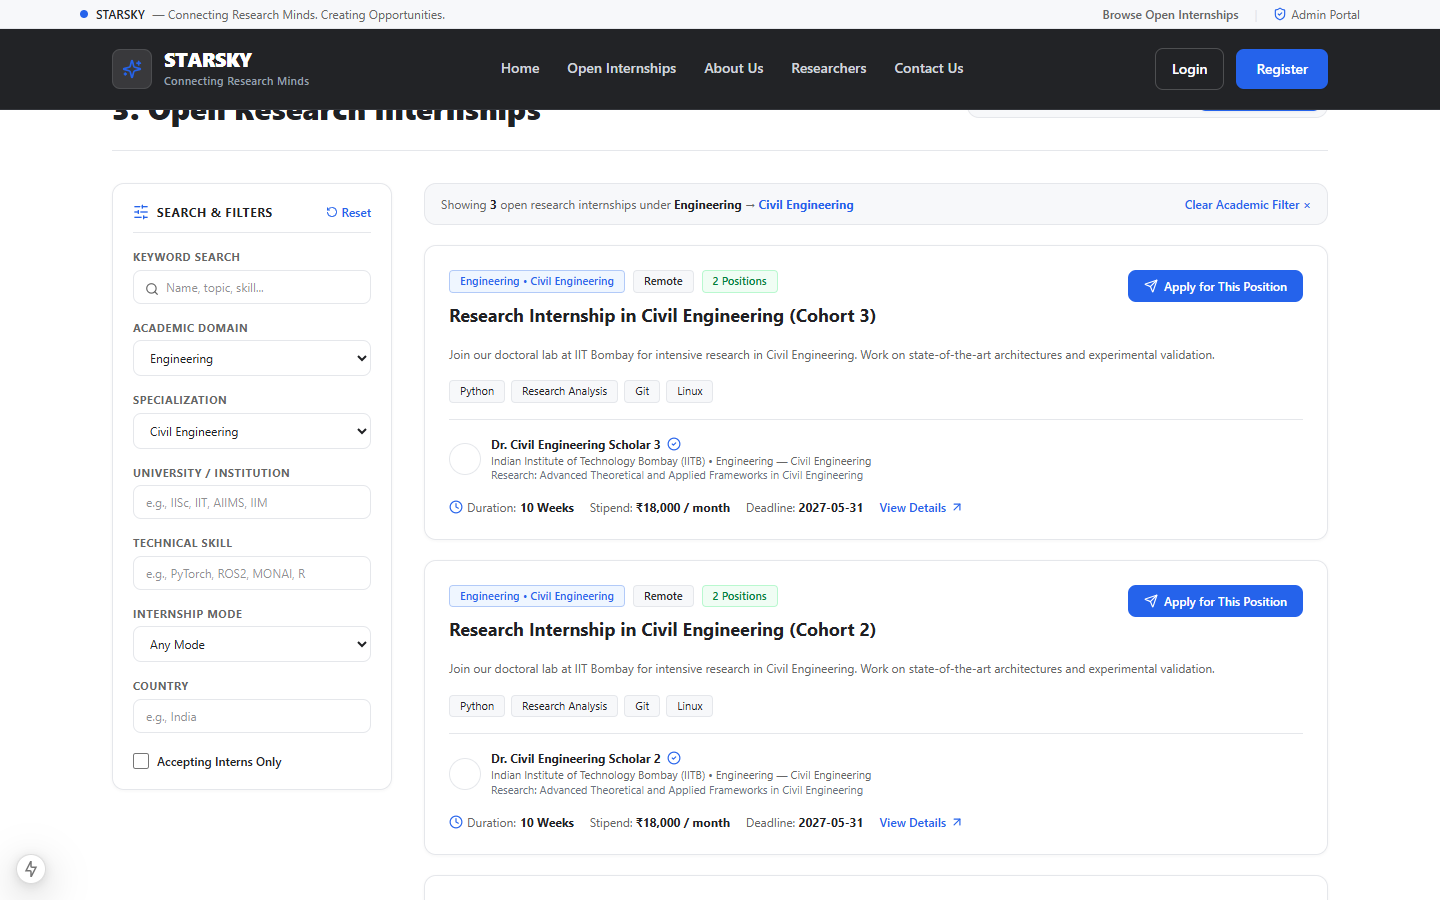 STARSKY — Connecting Research Minds. Creating Opportunities.
Browse Open Internships | Admin Portal
STARSKY
Connecting Research Minds
Home
Open Internships
About Us
Researchers
Contact Us
Login
Register
3. Open Research Internships
SEARCH & FILTERS
Reset
KEYWORD SEARCH
Name, topic, skill...
ACADEMIC DOMAIN
Engineering
SPECIALIZATION
Civil Engineering
UNIVERSITY / INSTITUTION
e.g., IISc, IIT, AIIMS, IIM
TECHNICAL SKILL
e.g., PyTorch, ROS2, MONAI, R
INTERNSHIP MODE
Any Mode
COUNTRY
e.g., India
Accepting Interns Only
Showing 3 open research internships under Engineering → Civil Engineering
Clear Academic Filter ×
Engineering • Civil Engineering
Remote
2 Positions
Apply for This Position
Research Internship in Civil Engineering (Cohort 3)
Join our doctoral lab at IIT Bombay for intensive research in Civil Engineering. Work on state-of-the-art architectures and experimental validation.
Python
Research Analysis
Git
Linux
Dr. Civil Engineering Scholar 3
Indian Institute of Technology Bombay (IITB) • Engineering — Civil Engineering
Research: Advanced Theoretical and Applied Frameworks in Civil Engineering
Duration: 10 Weeks Stipend: ₹18,000 / month Deadline: 2027-05-31 View Details
Engineering • Civil Engineering
Remote
2 Positions
Apply for This Position
Research Internship in Civil Engineering (Cohort 2)
Join our doctoral lab at IIT Bombay for intensive research in Civil Engineering. Work on state-of-the-art architectures and experimental validation.
Python
Research Analysis
Git
Linux
Dr. Civil Engineering Scholar 2
Indian Institute of Technology Bombay (IITB) • Engineering — Civil Engineering
Research: Advanced Theoretical and Applied Frameworks in Civil Engineering
Duration: 10 Weeks Stipend: ₹18,000 / month Deadline: 2027-05-31 View Details